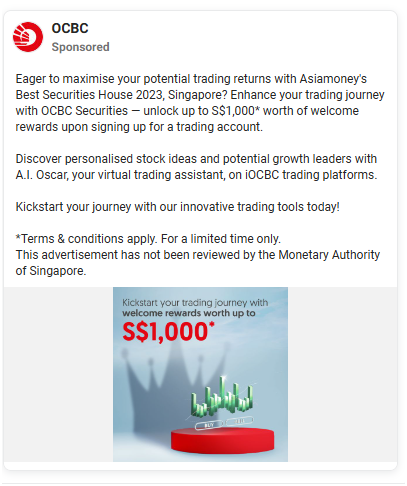 OCBC
Sponsored
Eager to maximise your potential trading returns with Asiamoney's
Best Securities House 2023, Singapore? Enhance your trading journey
with OCBC Securities — unlock up to S$1,000* worth of welcome
rewards upon signing up for a trading account.
Discover personalised stock ideas and potential growth leaders with
A.I. Oscar, your virtual trading assistant, on iOCBC trading platforms.
Kickstart your journey with our innovative trading tools today!
*Terms & conditions apply. For a limited time only.
This advertisement has not been reviewed by the Monetary Authority
of Singapore.
Kickstart your trading journey with
welcome rewards worth up to
S$1,000*
BUY